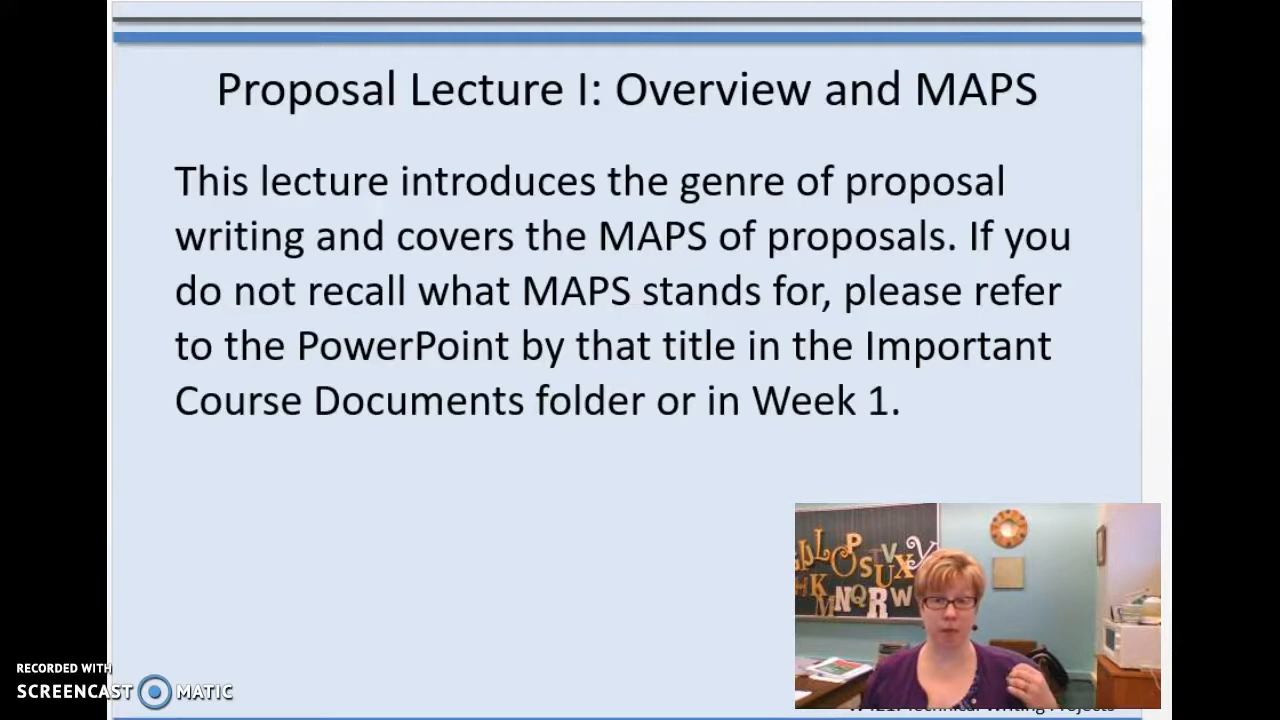 Proposal Lecture I: Overview and MAPS
This lecture introduces the genre of proposal
writing and covers the MAPS of proposals. If you
do not recall what MAPS stands for, please refer
to the PowerPoint by that title in the Important
Course Documents folder or in Week 1.
RECORDED WITH
SCREENCAST MATIC